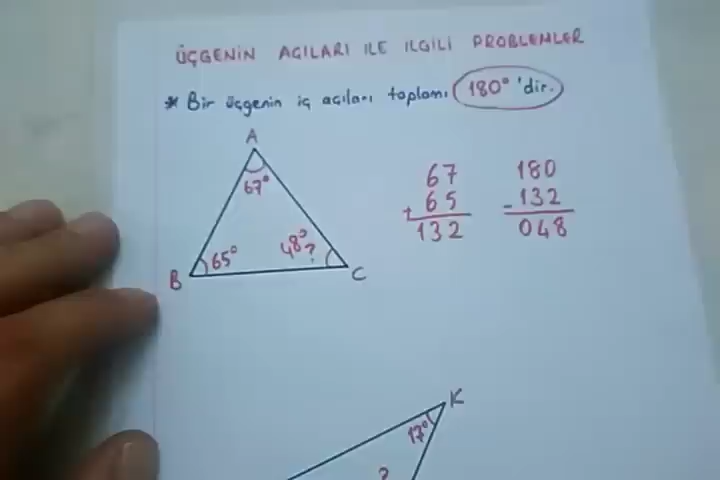 ÜÇGENİN AÇILARI İLE İLGİLİ PROBLEMLER
* Bir üçgenin iç açıları toplamı 180° 'dir.
A
67°
B 65° 48° ? C
67
+ 65
132
180
- 132
048
K
17°
?